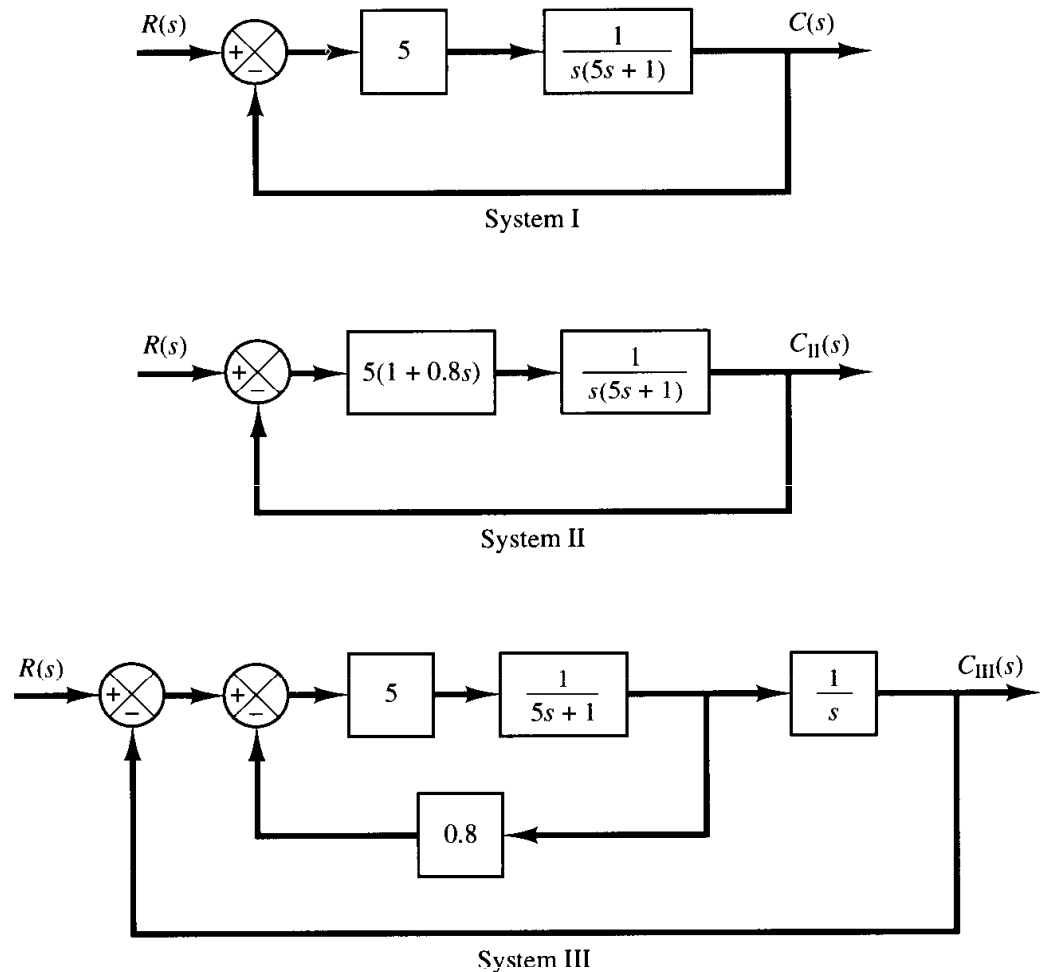 R(s) C(s)
+ − 5 1/s(5s + 1)
System I
R(s) C_II(s)
+ − 5(1 + 0.8s) 1/s(5s + 1)
System II
R(s) C_III(s)
+ − + − 5 1/5s + 1 1/s
0.8
System III